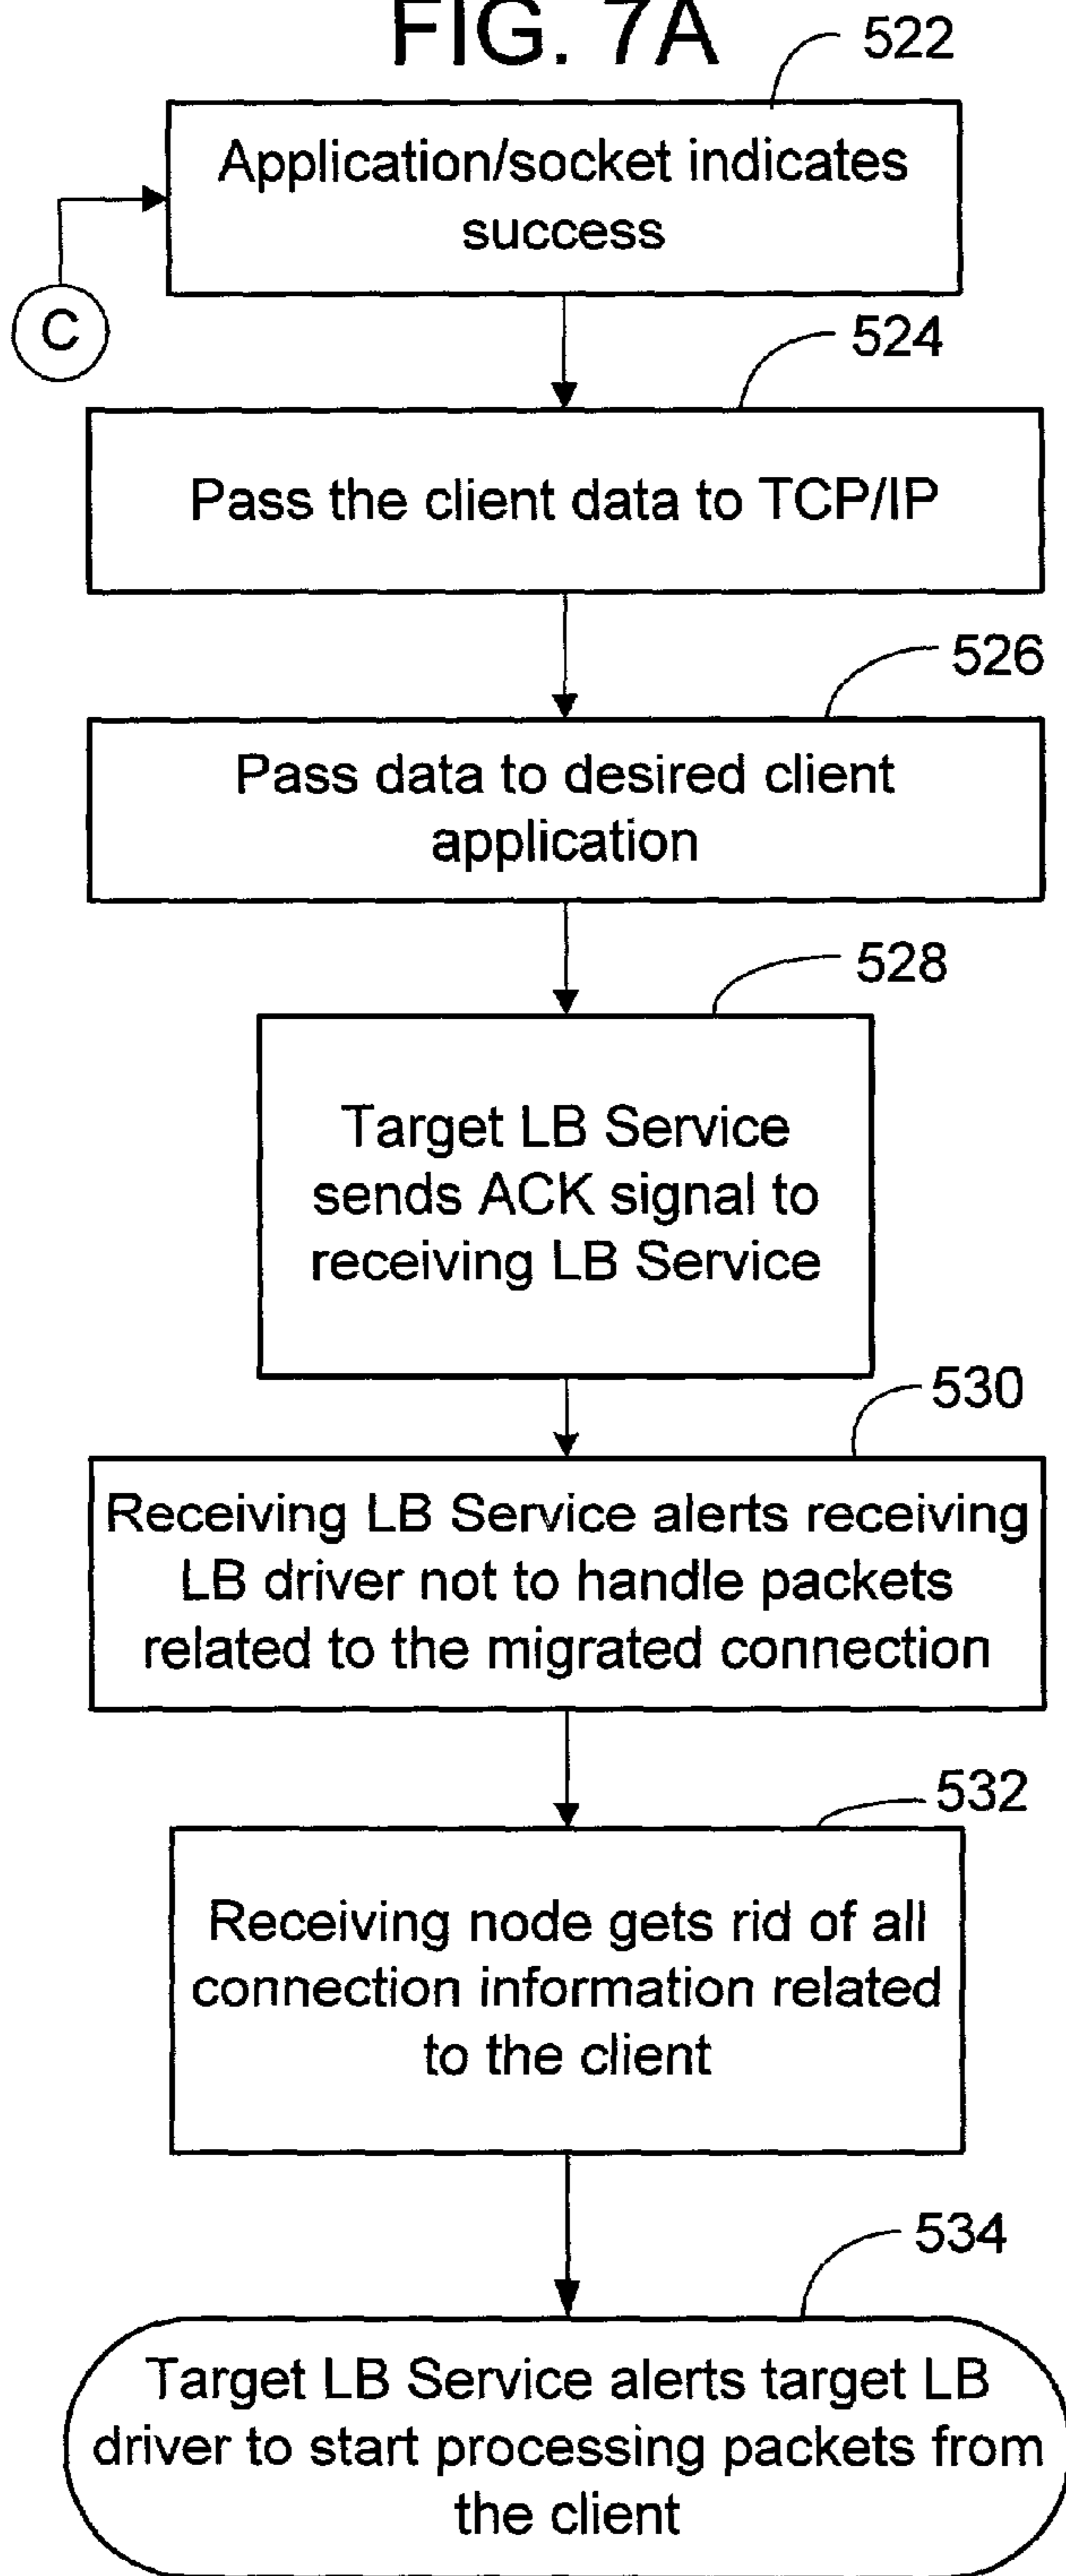 FIG. 7A
522
Application/socket indicates
success
C
524
Pass the client data to TCP/IP
526
Pass data to desired client
application
528
Target LB Service
sends ACK signal to
receiving LB Service
530
Receiving LB Service alerts receiving
LB driver not to handle packets
related to the migrated connection
532
Receiving node gets rid of all
connection information related
to the client
534
Target LB Service alerts target LB
driver to start processing packets from
the client